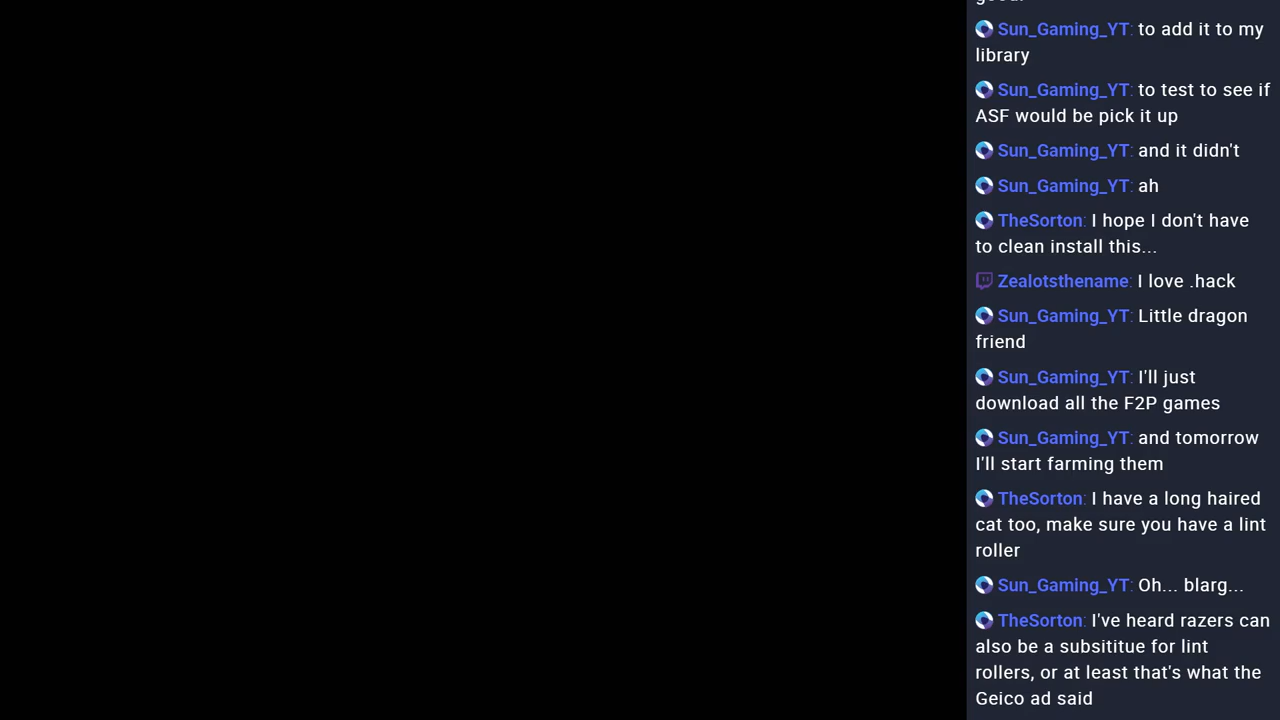 Sun_Gaming_YT: to add it to my
library
Sun_Gaming_YT: to test to see if
ASF would be pick it up
Sun_Gaming_YT: and it didn't
Sun_Gaming_YT: ah
TheSorton: I hope I don't have
to clean install this...
Zealotsthename: I love .hack
Sun_Gaming_YT: Little dragon
friend
Sun_Gaming_YT: I'll just
download all the F2P games
Sun_Gaming_YT: and tomorrow
I'll start farming them
TheSorton: I have a long haired
cat too, make sure you have a lint
roller
Sun_Gaming_YT: Oh... blarg...
TheSorton: I've heard razers can
also be a subsititue for lint
rollers, or at least that's what the
Geico ad said